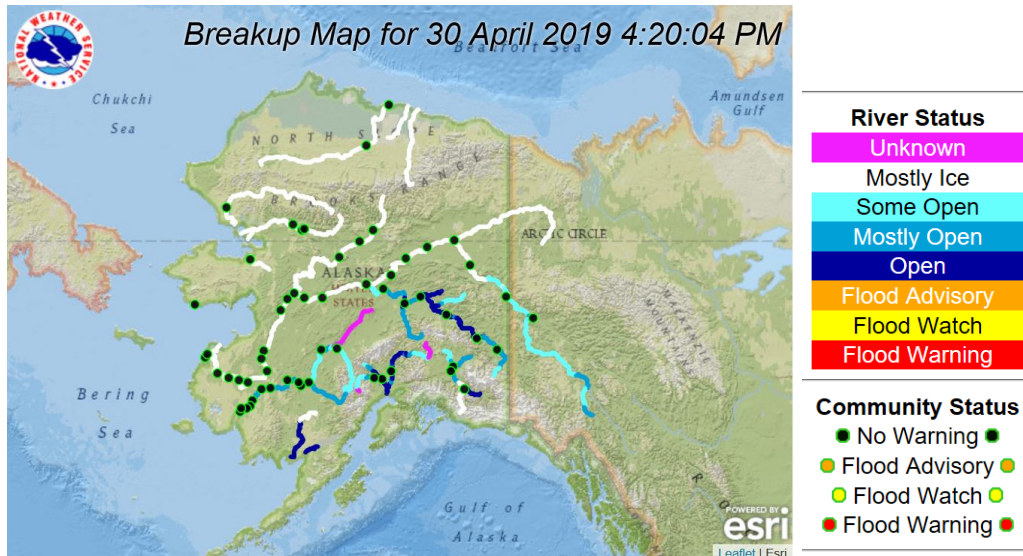 NATIONAL WEATHER SERVICE
Breakup Map for 30 April 2019 4:20:04 PM
Beaufort Sea
Chukchi
Sea
Amundsen
Gulf
NORTH SLOPE
BROOKS RANGE
ARCTIC CIRCLE
ALASKA
STATES
MACKENZIE
MOUNTAINS
Bering
Sea
Gulf of
Alaska
POWERED BY
esri
Leaflet | Esri
River Status
Unknown
Mostly Ice
Some Open
Mostly Open
Open
Flood Advisory
Flood Watch
Flood Warning
Community Status
No Warning
Flood Advisory
Flood Watch
Flood Warning